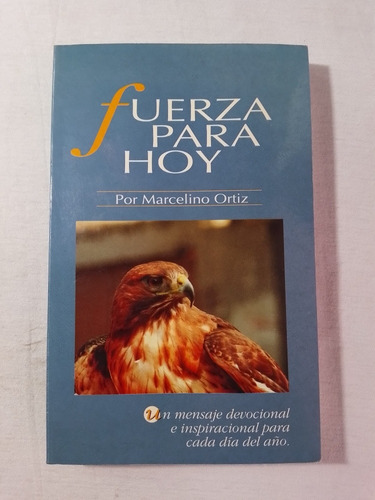 fUERZA
PARA
HOY
Por Marcelino Ortiz
Un mensaje devocional
e inspiracional para
cada día del año.